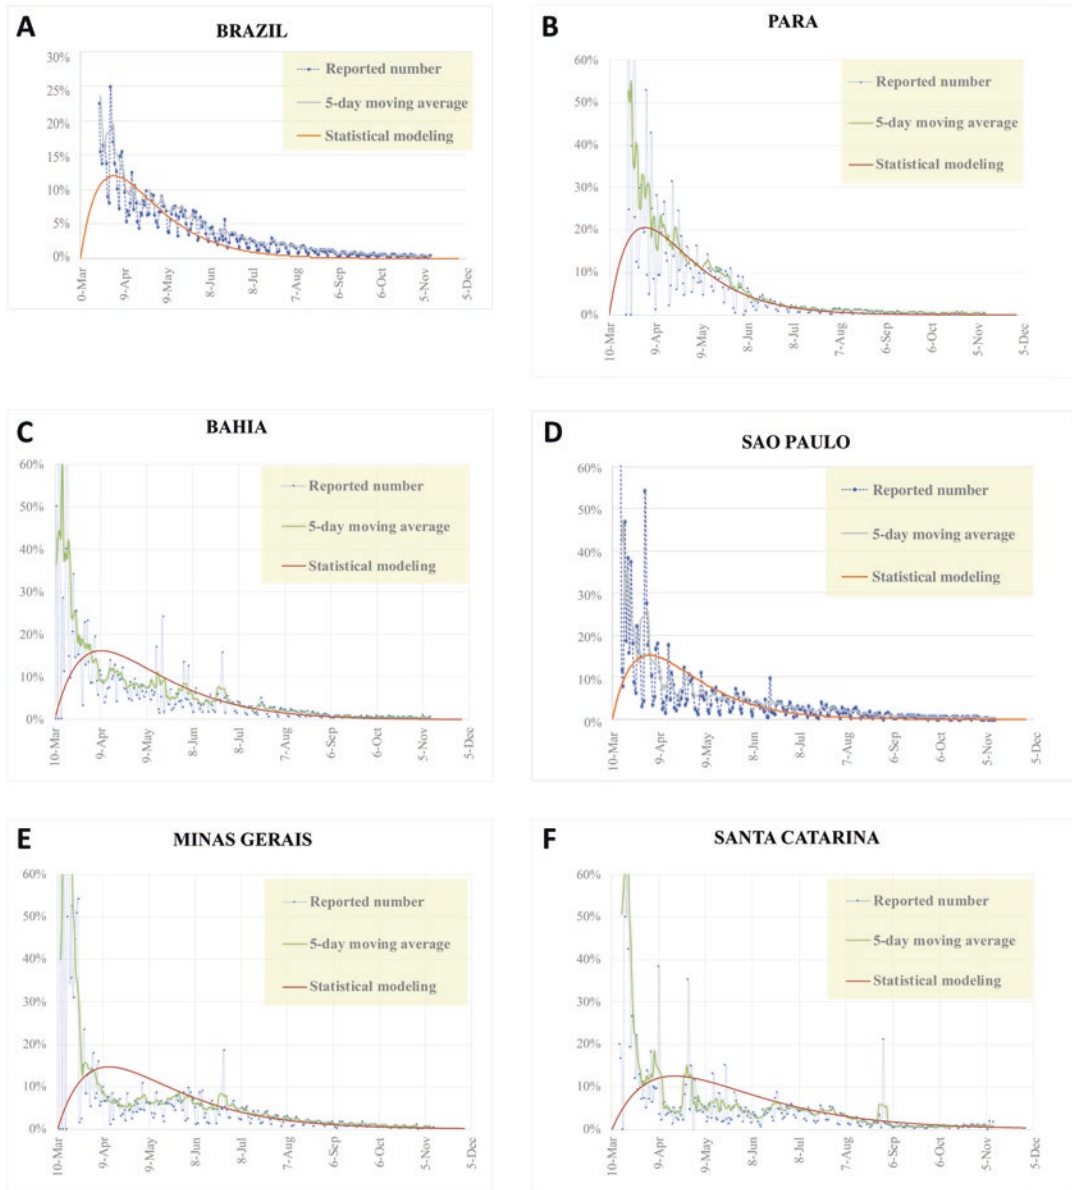 A
BRAZIL
30%
25%
20%
15%
10%
5%
0%
Reported number
5-day moving average
Statistical modeling
0-Mar
9-Apr
9-May
8-Jun
8-Jul
7-Aug
6-Sep
6-Oct
5-Nov
5-Dec
B
PARA
60%
50%
40%
30%
20%
10%
0%
Reported number
5-day moving average
Statistical modeling
10-Mar
9-Apr
9-May
8-Jun
8-Jul
7-Aug
6-Sep
6-Oct
5-Nov
5-Dec
C
BAHIA
60%
50%
40%
30%
20%
10%
0%
Reported number
5-day moving average
Statistical modeling
10-Mar
9-Apr
9-May
8-Jun
8-Jul
7-Aug
6-Sep
6-Oct
5-Nov
5-Dec
D
SAO PAULO
60%
50%
40%
30%
20%
10%
0%
Reported number
5-day moving average
Statistical modeling
10-Mar
9-Apr
9-May
8-Jun
8-Jul
7-Aug
6-Sep
6-Oct
5-Nov
5-Dec
E
MINAS GERAIS
60%
50%
40%
30%
20%
10%
0%
Reported number
5-day moving average
Statistical modeling
10-Mar
9-Apr
9-May
8-Jun
8-Jul
7-Aug
6-Sep
6-Oct
5-Nov
5-Dec
F
SANTA CATARINA
60%
50%
40%
30%
20%
10%
0%
Reported number
5-day moving average
Statistical modeling
10-Mar
9-Apr
9-May
8-Jun
8-Jul
7-Aug
6-Sep
6-Oct
5-Nov
5-Dec